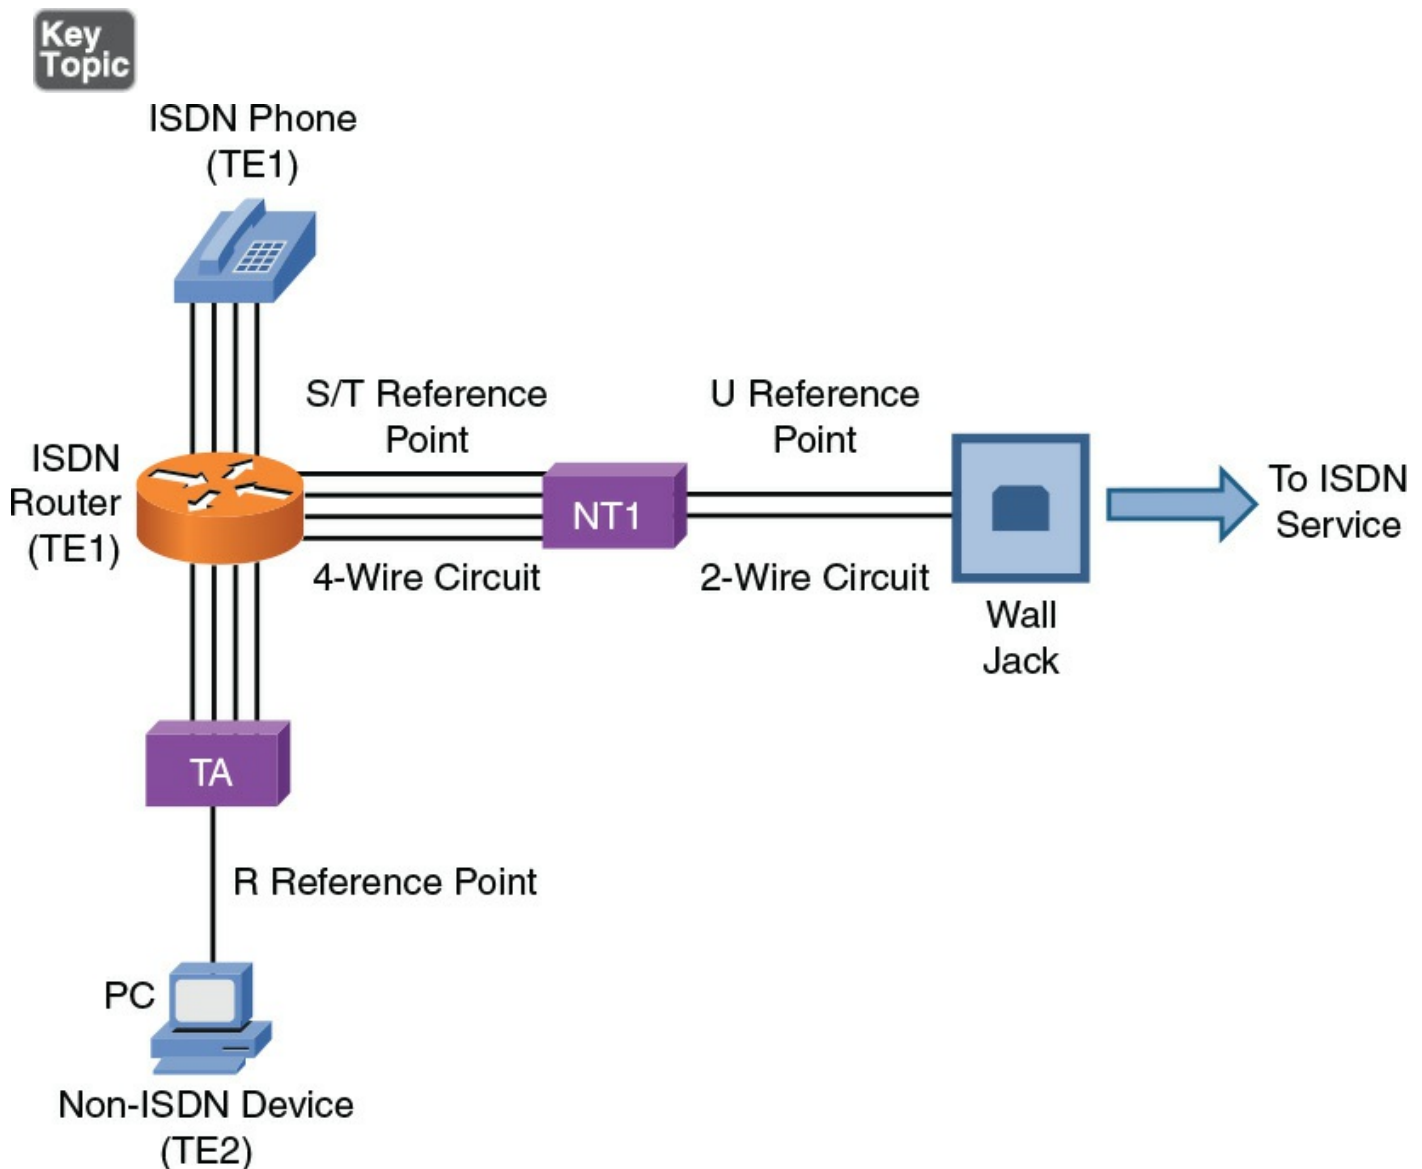 Key
Topic
ISDN Phone
(TE1)
S/T Reference
Point
U Reference
Point
ISDN
Router
(TE1)
NT1
To ISDN
Service
4-Wire Circuit
2-Wire Circuit
Wall
Jack
TA
R Reference Point
PC
Non-ISDN Device
(TE2)